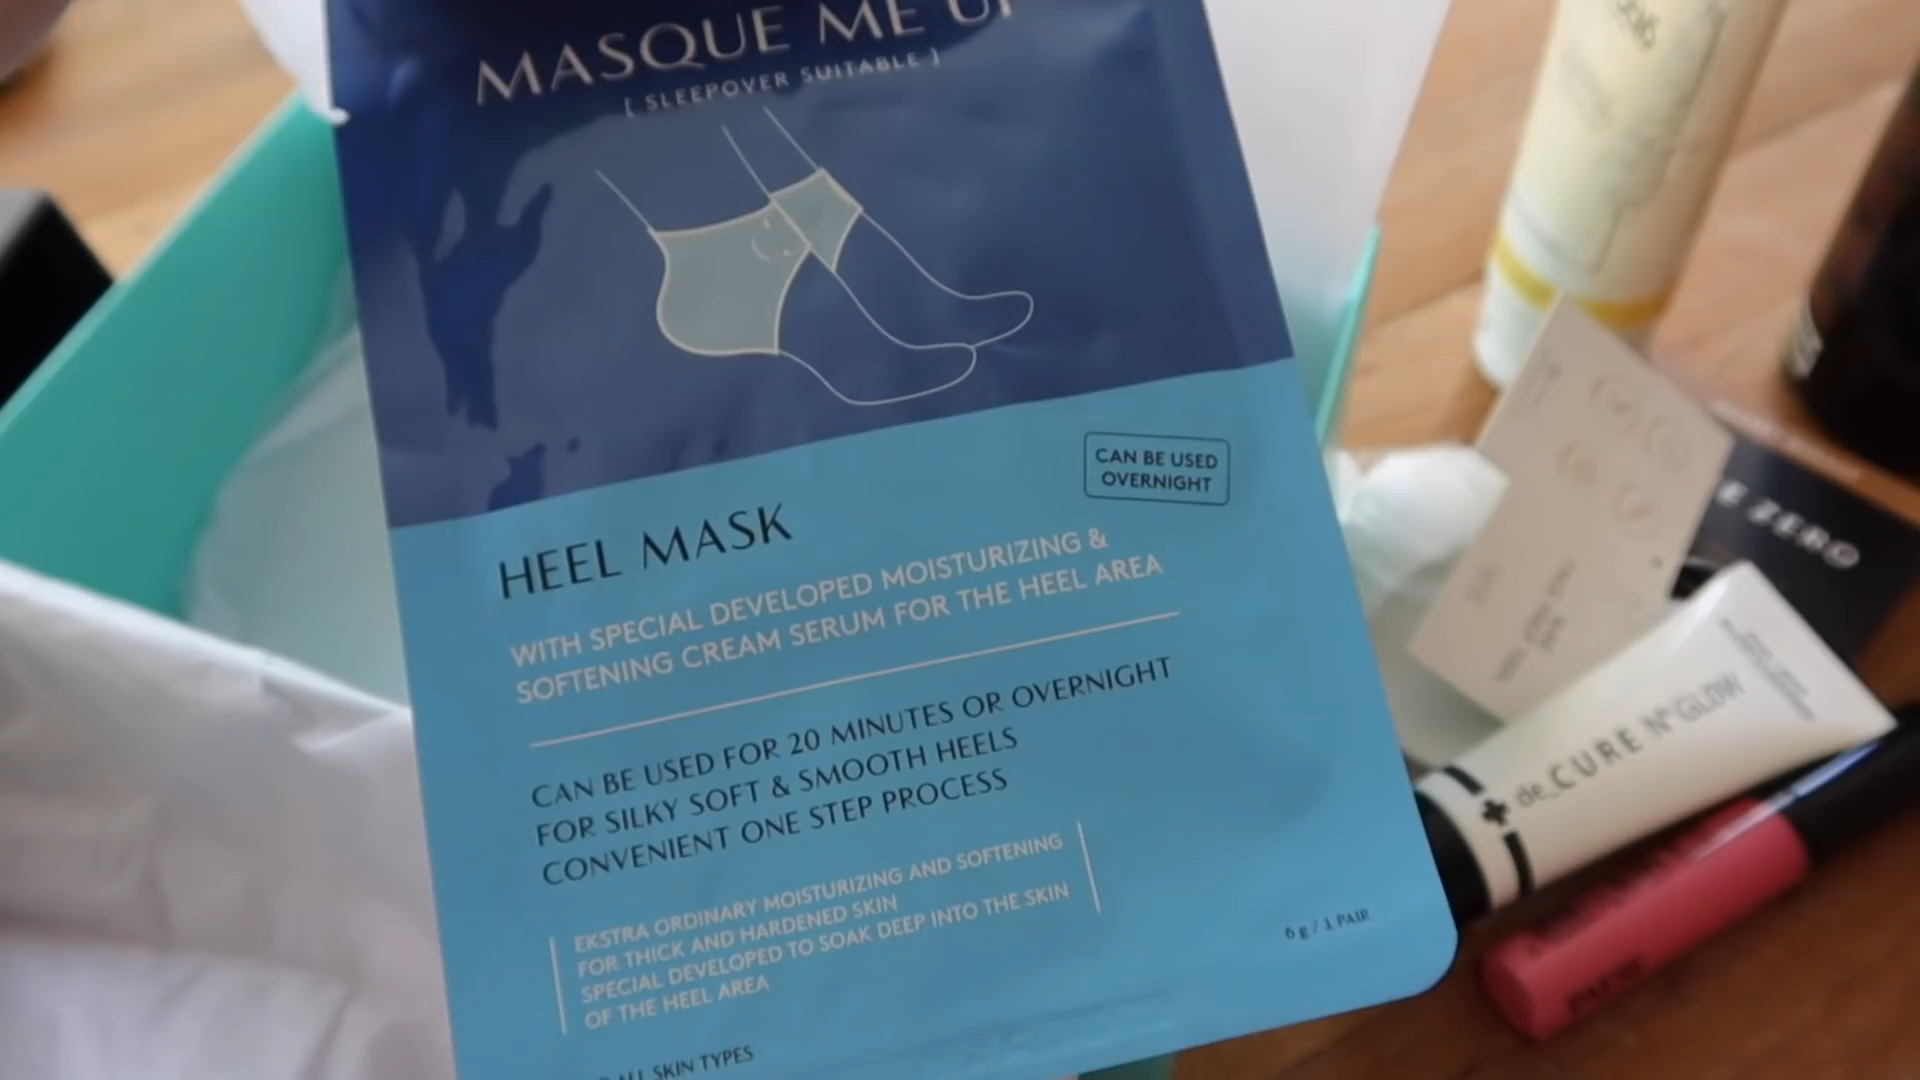 MASQUE ME UP
[ SLEEPOVER SUITABLE ]
CAN BE USED
OVERNIGHT
HEEL MASK
WITH SPECIAL DEVELOPED MOISTURIZING &
SOFTENING CREAM SERUM FOR THE HEEL AREA
CAN BE USED FOR 20 MINUTES OR OVERNIGHT
FOR SILKY SOFT & SMOOTH HEELS
CONVENIENT ONE STEP PROCESS
EKSTRA ORDINARY MOISTURIZING AND SOFTENING
FOR THICK AND HARDENED SKIN
SPECIAL DEVELOPED TO SOAK DEEP INTO THE SKIN
OF THE HEEL AREA
6 g / 1 PAIR
ALL SKIN TYPES
E ZERO
de_CURE N° GLOW